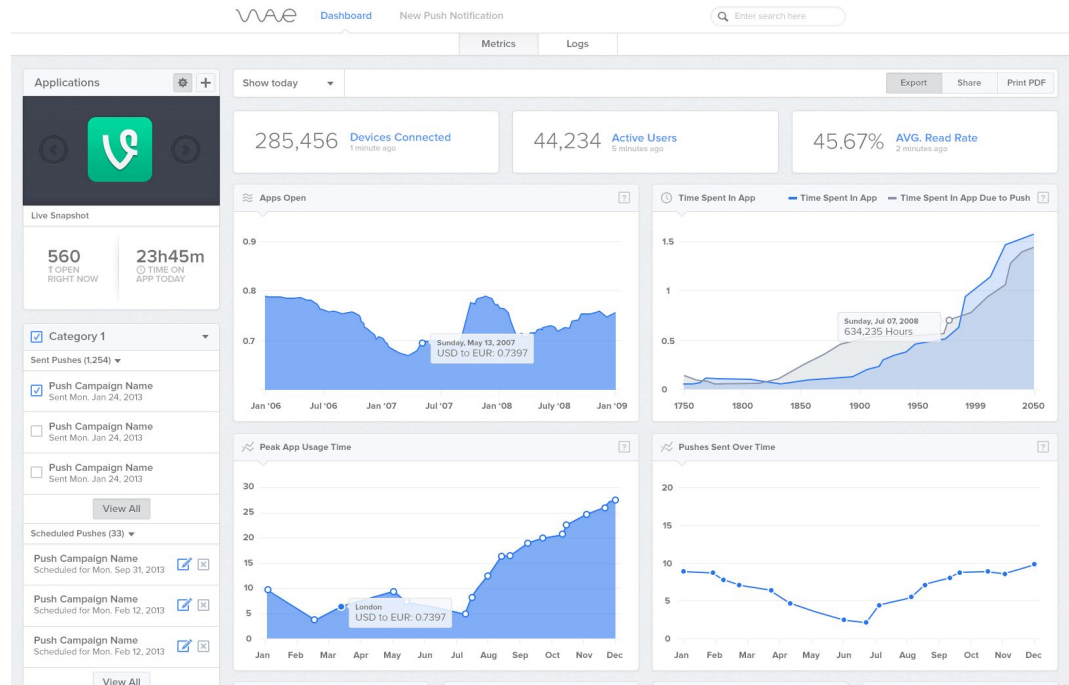 WAVE Dashboard New Push Notification Enter search here
Metrics Logs
Applications
Live Snapshot
560
OPEN
RIGHT NOW
23h45m
TIME ON
APP TODAY
Category 1
Sent Pushes (1,254)
Push Campaign Name
Sent Mon. Jan 24, 2013
Push Campaign Name
Sent Mon. Jan 24, 2013
Push Campaign Name
Sent Mon. Jan 24, 2013
View All
Scheduled Pushes (33)
Push Campaign Name
Scheduled for Mon. Sep 31, 2013
Push Campaign Name
Scheduled for Mon. Feb 12, 2013
Push Campaign Name
Scheduled for Mon. Feb 12, 2013
View All
Show today Export Share Print PDF
285,456 Devices Connected
1 minute ago
44,234 Active Users
5 minutes ago
45.67% AVG. Read Rate
2 minutes ago
Apps Open ?
0.9
0.8
0.7
Sunday, May 13, 2007
USD to EUR: 0.7397
Jan '06 Jul '06 Jan '07 Jul '07 Jan '08 July '08 Jan '09
Time Spent In App Time Spent In App Time Spent In App Due to Push ?
1.5
1
0.5
0
Sunday, Jul 07, 2008
634,235 Hours
1750 1800 1850 1900 1950 1999 2050
Peak App Usage Time ?
30
25
20
15
10
5
0
London
USD to EUR: 0.7397
Jan Feb Mar Apr May Jun Jul Aug Sep Oct Nov Dec
Pushes Sent Over Time ?
20
15
10
5
0
Jan Feb Mar Apr May Jun Jul Aug Sep Oct Nov Dec